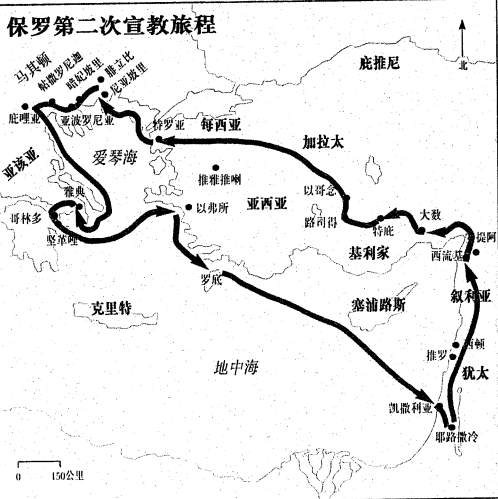 保罗第二次宣教旅程
马其顿
帖撒罗尼迦
暗妃坡里
腓立比
尼亚坡里
庇推尼
北
庇哩亚
亚波罗尼亚
特罗亚
每西亚
加拉太
亚该亚
爱琴海
推雅推喇
雅典
以弗所
亚西亚
以哥念
哥林多
路司得
特庇
大数
坚革哩
基利家
西流基
提阿
罗底
叙利亚
克里特
塞浦路斯
西顿
推罗
地中海
犹太
凯撒利亚
耶路撒冷
0 150公里